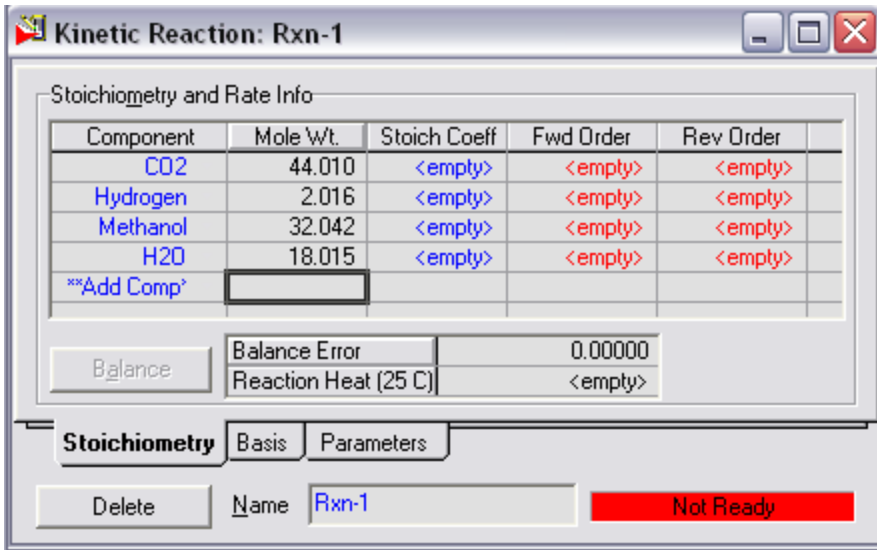 Kinetic Reaction: Rxn-1
Stoichiometry and Rate Info
Component Mole Wt. Stoich Coeff Fwd Order Rev Order
CO2 44.010 <empty> <empty> <empty>
Hydrogen 2.016 <empty> <empty> <empty>
Methanol 32.042 <empty> <empty> <empty>
H2O 18.015 <empty> <empty> <empty>
**Add Comp*
Balance
Balance Error 0.00000
Reaction Heat (25 C) <empty>
Stoichiometry Basis Parameters
Delete Name Rxn-1 Not Ready